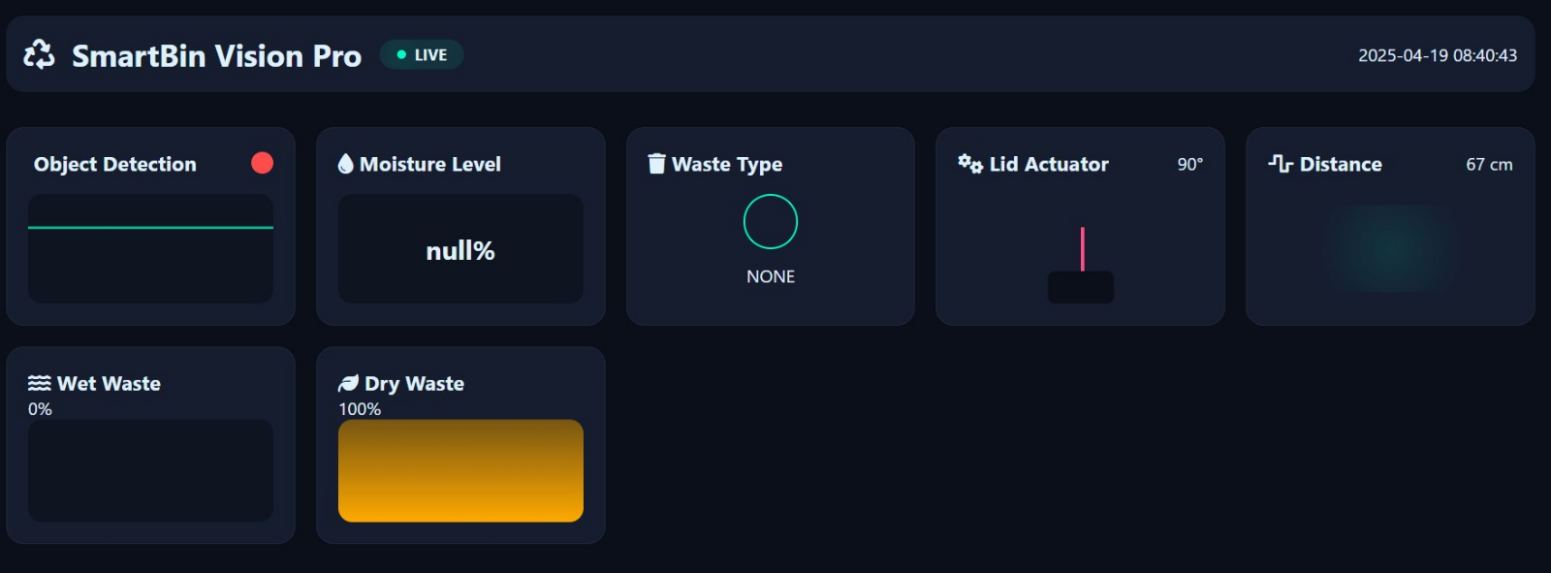 SmartBin Vision Pro
LIVE
2025-04-19 08:40:43
Object Detection
Moisture Level
null%
Waste Type
NONE
Lid Actuator
90°
Distance
67 cm
Wet Waste
0%
Dry Waste
100%